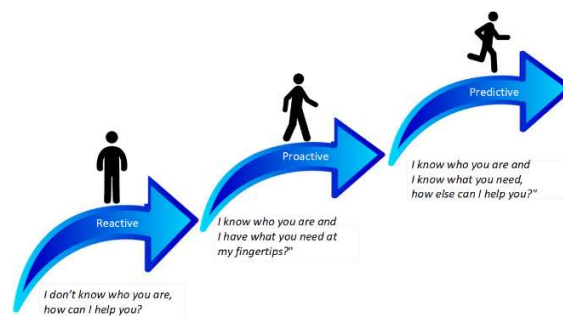 Reactive
I don't know who you are,
how can I help you?
Proactive
I know who you are and
I have what you need at
my fingertips?"
Predictive
I know who you are and
I know what you need,
how else can I help you?"